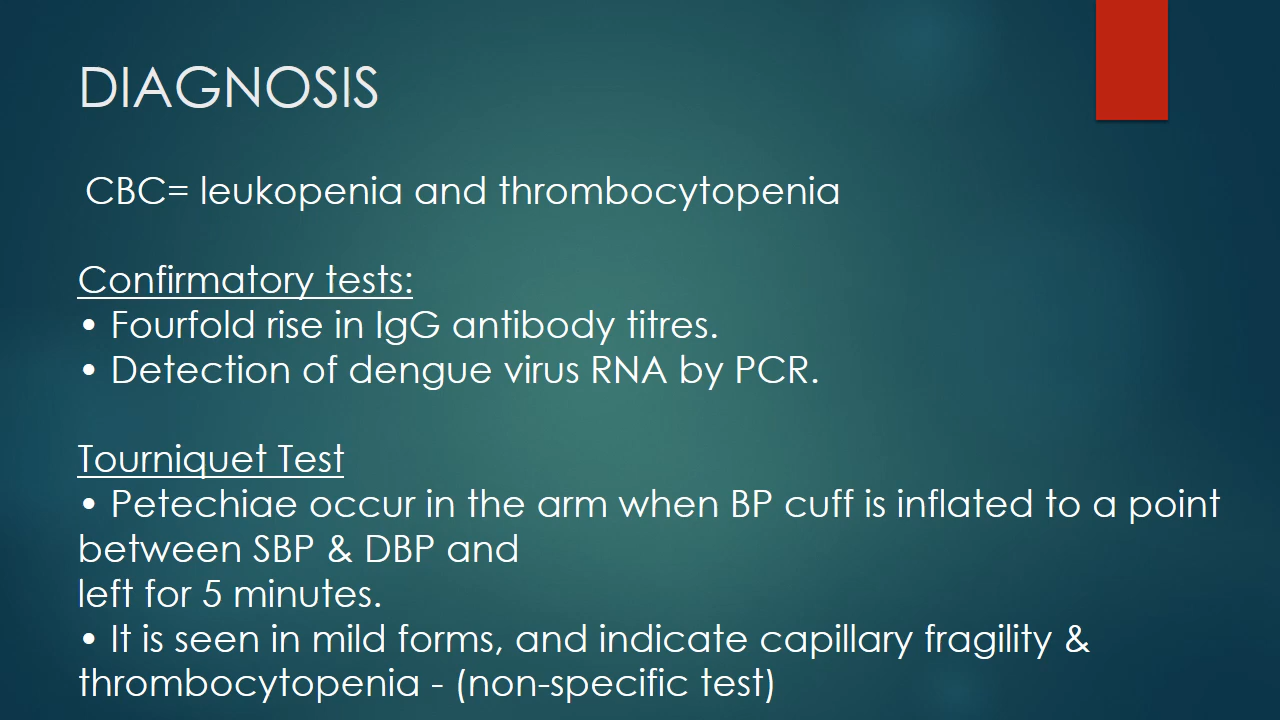 DIAGNOSIS
CBC= leukopenia and thrombocytopenia
Confirmatory tests:
• Fourfold rise in IgG antibody titres.
• Detection of dengue virus RNA by PCR.
Tourniquet Test
• Petechiae occur in the arm when BP cuff is inflated to a point
between SBP & DBP and
left for 5 minutes.
• It is seen in mild forms, and indicate capillary fragility &
thrombocytopenia - (non-specific test)